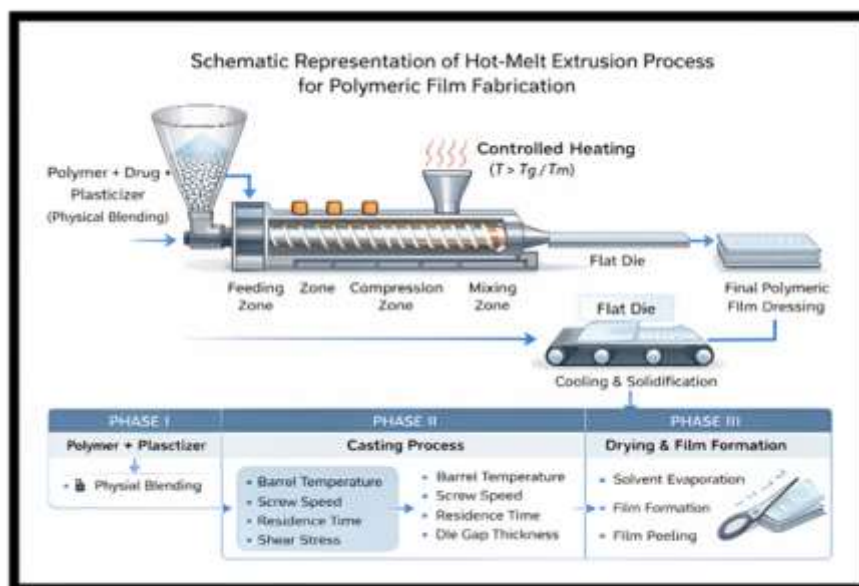 Schematic Representation of Hot-Melt Extrusion Process
for Polymeric Film Fabrication
Polymer + Drug +
Plasticizer
(Physical Blending)
Controlled Heating
(T > Tg / Tm)
Feeding
Zone
Zone
Compression
Zone
Mixing
Zone
Flat Die
Final Polymeric
Film Dressing
Flat Die
Cooling & Solidification
PHASE I
Polymer + Plasctizer
Physial Blending
PHASE II
Casting Process
• Barrel Temperature
• Screw Speed
• Residence Time
• Shear Stress
• Barrel Temperature
• Screw Speed
• Residence Time
• Die Gap Thickness
PHASE III
Drying & Film Formation
• Solvent Evaporation
• Film Formation
• Film Peeling